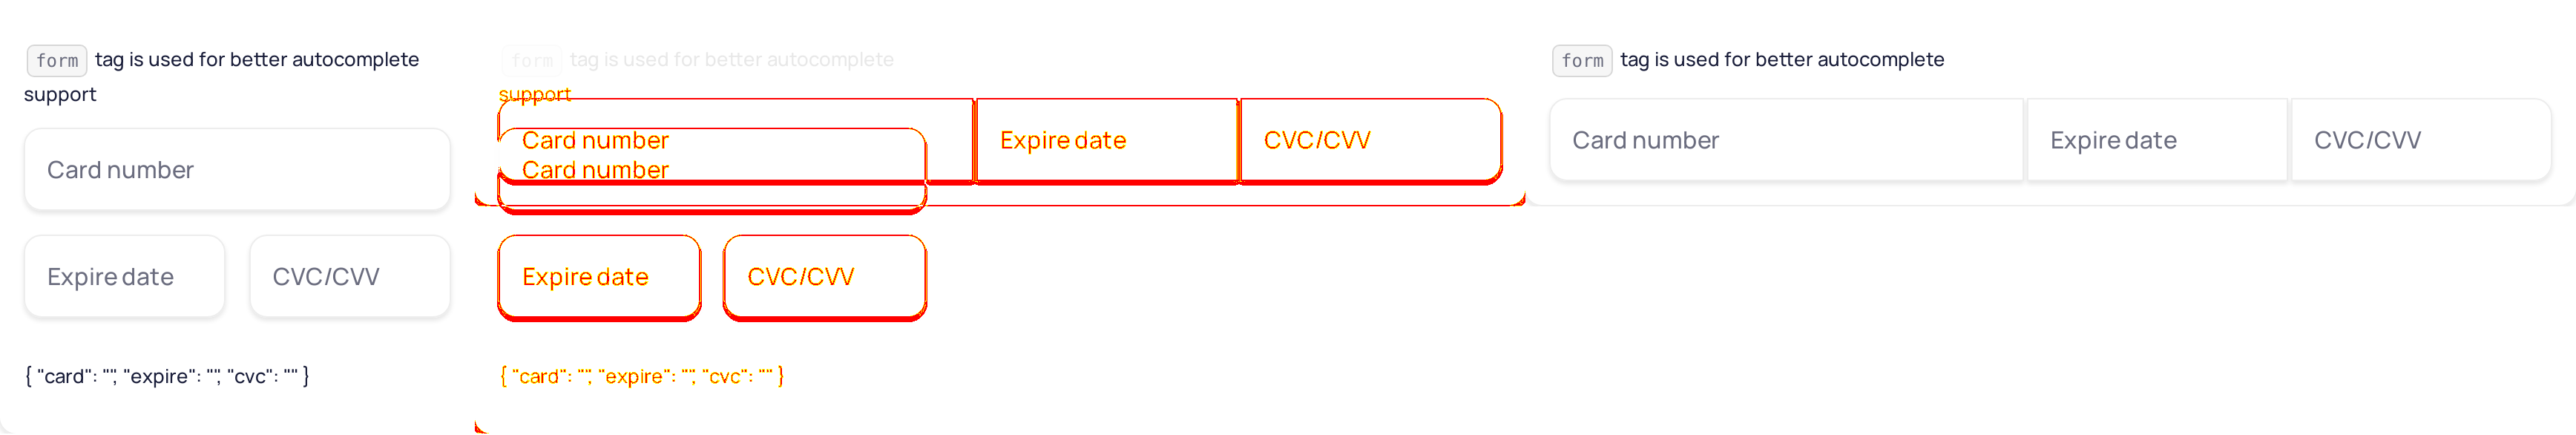 form tag is used for better autocomplete
support
Card number
Expire date CVC/CVV
{ "card": "", "expire": "", "cvc": "" }
form tag is used for better autocomplete
support
Card number Expire date CVC/CVV
Card number
Expire date CVC/CVV
{ "card": "", "expire": "", "cvc": "" }
form tag is used for better autocomplete
Card number Expire date CVC/CVV